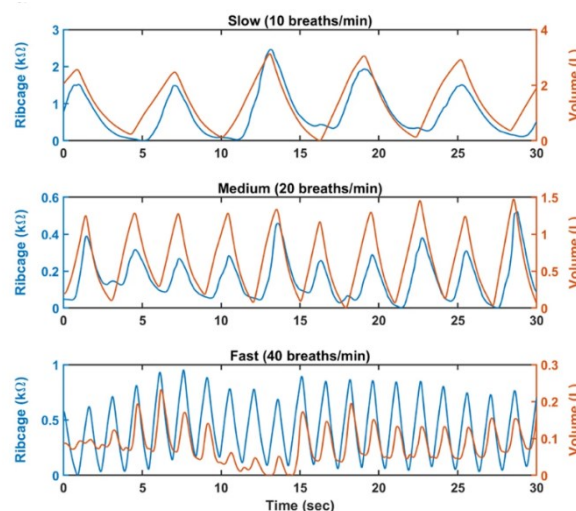 Slow (10 breaths/min)
Ribcage (kΩ)
3
2
1
0
4
2
0
Volume (L)
0 5 10 15 20 25 30
Medium (20 breaths/min)
Ribcage (kΩ)
0.6
0.4
0.2
0
1.5
1
0.5
0
Volume (L)
0 5 10 15 20 25 30
Fast (40 breaths/min)
Ribcage (kΩ)
1
0.5
0
0.3
0.2
0.1
0
Volume (L)
0 5 10 15 20 25 30
Time (sec)